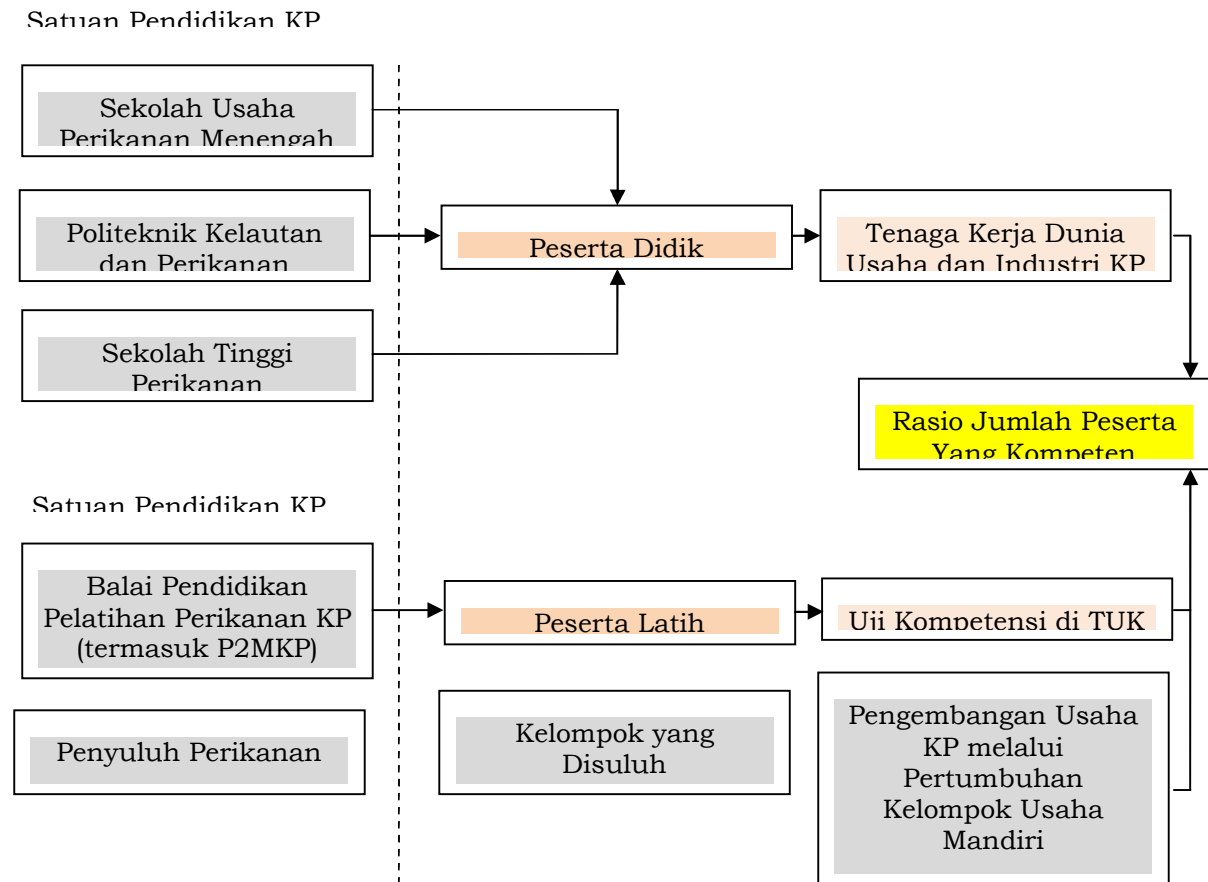 Satuan Pendidikan KP
Sekolah Usaha
Perikanan Menengah
Politeknik Kelautan
dan Perikanan
Sekolah Tinggi
Perikanan
Peserta Didik
Tenaga Kerja Dunia
Usaha dan Industri KP
Rasio Jumlah Peserta
Yang Kompeten
Satuan Pendidikan KP
Balai Pendidikan
Pelatihan Perikanan KP
(termasuk P2MKP)
Peserta Latih
Uji Kompetensi di TUK
Penyuluh Perikanan
Kelompok yang
Disuluh
Pengembangan Usaha
KP melalui
Pertumbuhan
Kelompok Usaha
Mandiri